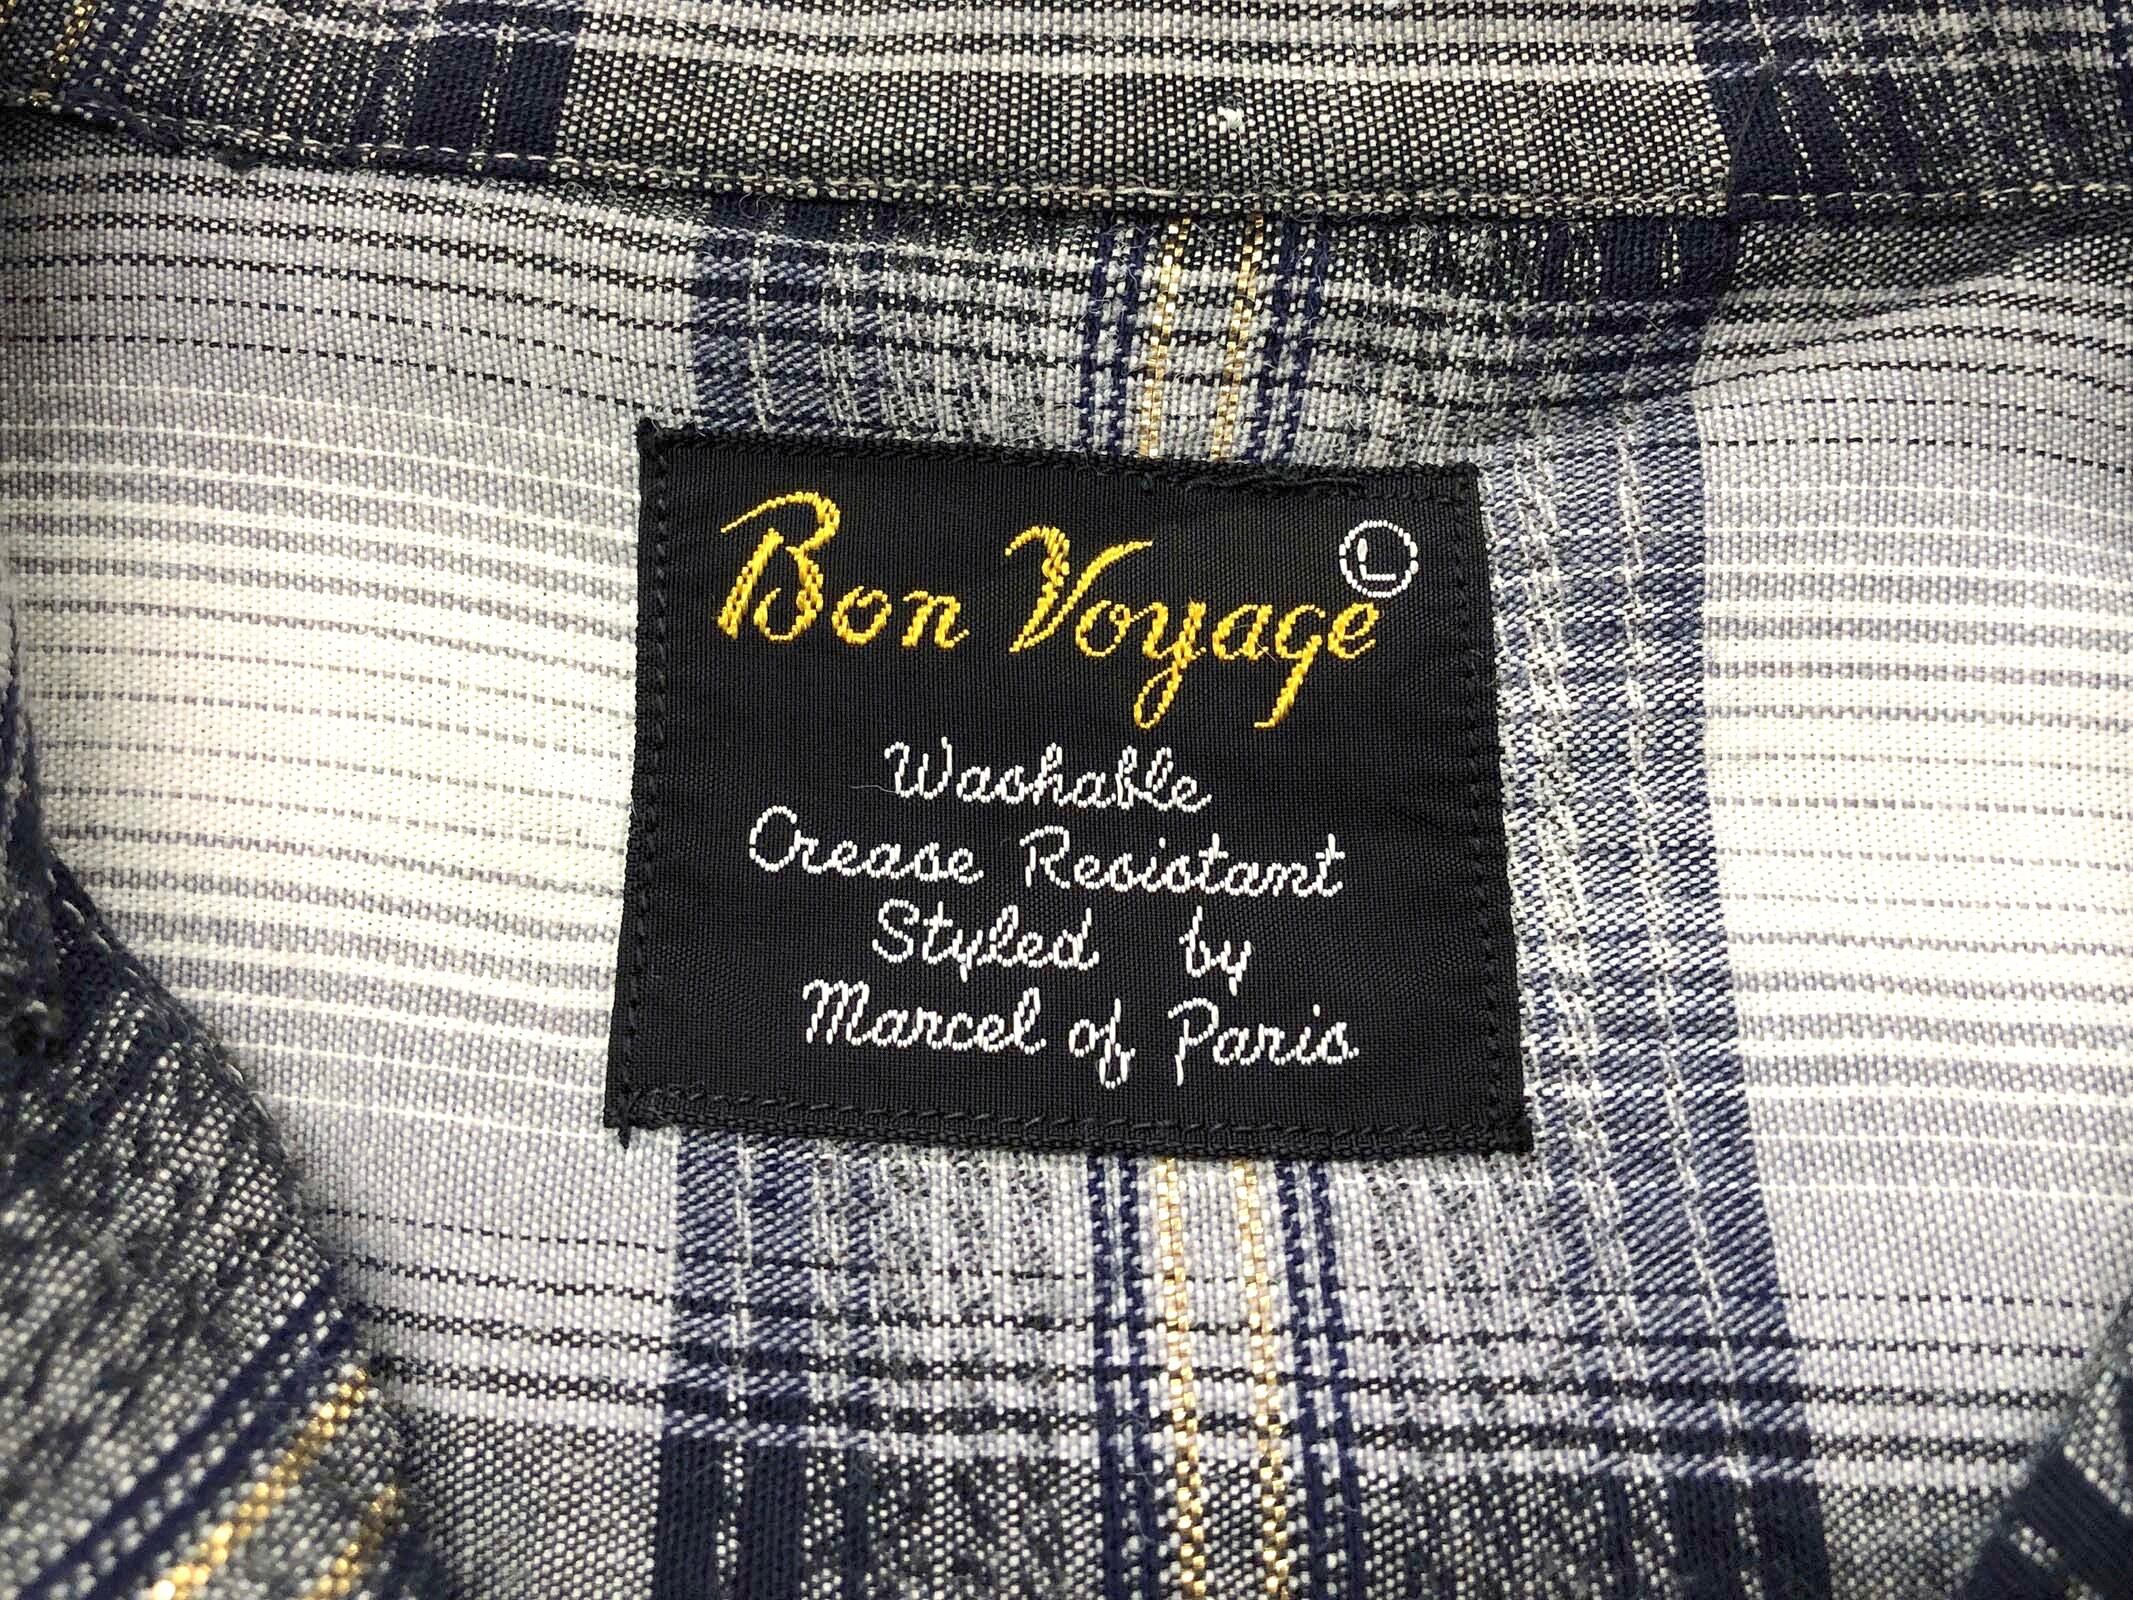 Bon Voyage L
Washable
Crease Resistant
Styled by
Marcel of Paris